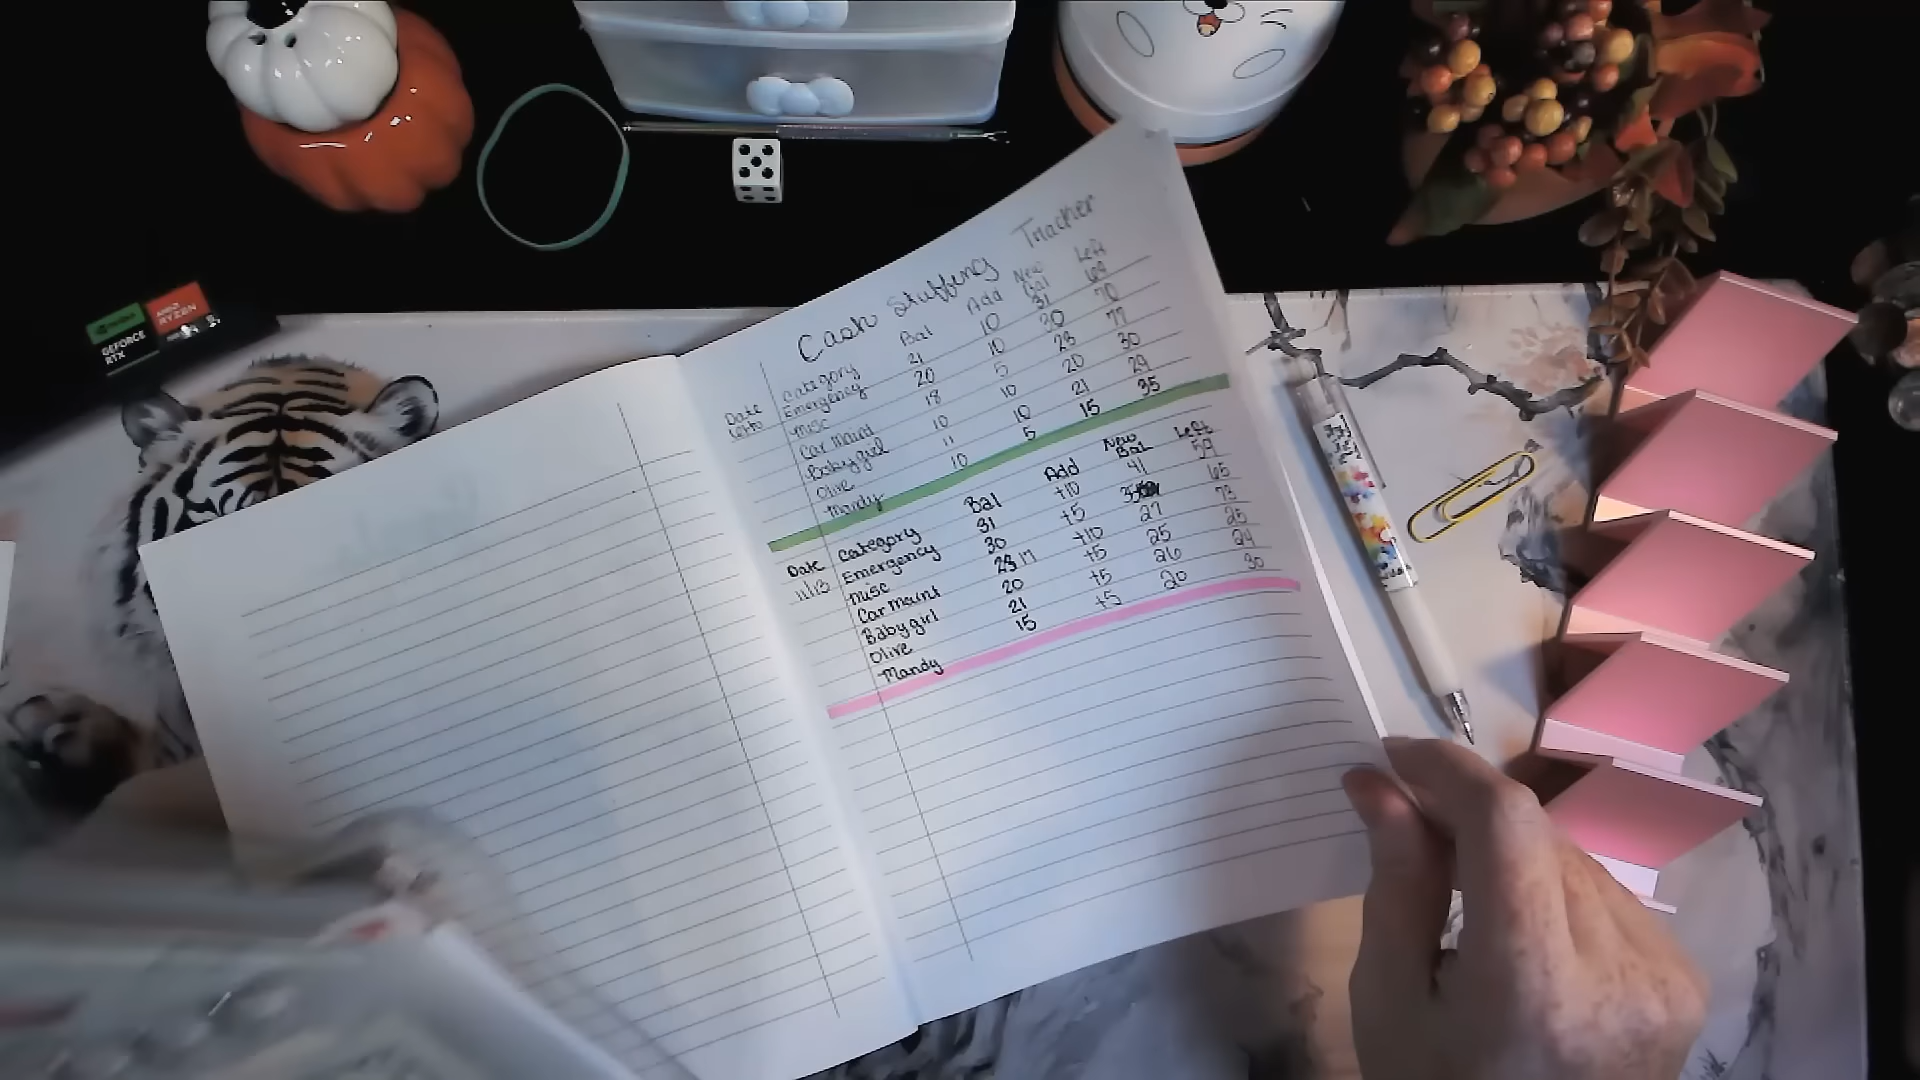 GEFORCE
RTX
AMD
RYZEN
Cash Stuffing Tracker
Date Category Bal Add New Bal Left
Emergency 21 10 31 69
Misc 20 10 30 70
Car Maint 18 5 23 77
Babygirl 10 10 20 30
Olive 11 10 21 29
Mandy 10 5 15 35
Date Category Bal Add New Bal Left
11/13 Emergency 31 +10 41 59
Misc 30 +5 35 65
Car Maint 23 17 +10 27 73
Babygirl 20 +5 25 25
Olive 21 +5 26 24
Mandy 15 +5 20 30